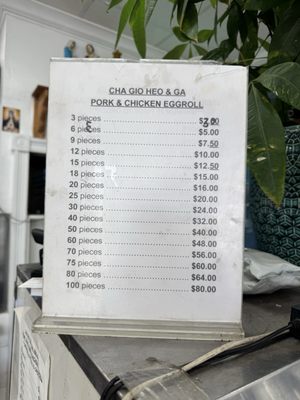 CHA GIO HEO & GA
PORK & CHICKEN EGGROLL
3 pieces
6 pieces ........ $5.00
9 pieces ........ $7.50
12 pieces ........ $10.00
15 pieces ........ $12.50
18 pieces ........ $15.00
20 pieces ........ $16.00
25 pieces ........ $20.00
30 pieces ........ $24.00
40 pieces ........ $32.00
50 pieces ........ $40.00
60 pieces ........ $48.00
70 pieces ........ $56.00
75 pieces ........ $60.00
80 pieces ........ $64.00
100 pieces ........ $80.00